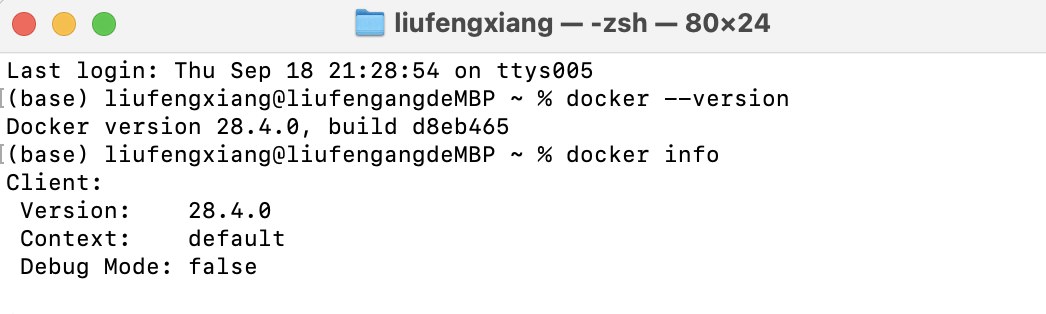 liufengxiang — -zsh — 80×24
Last login: Thu Sep 18 21:28:54 on ttys005
[(base) liufengxiang@liufengangdeMBP ~ % docker --version
Docker version 28.4.0, build d8eb465
[(base) liufengxiang@liufengangdeMBP ~ % docker info
Client:
 Version:    28.4.0
 Context:    default
 Debug Mode: false